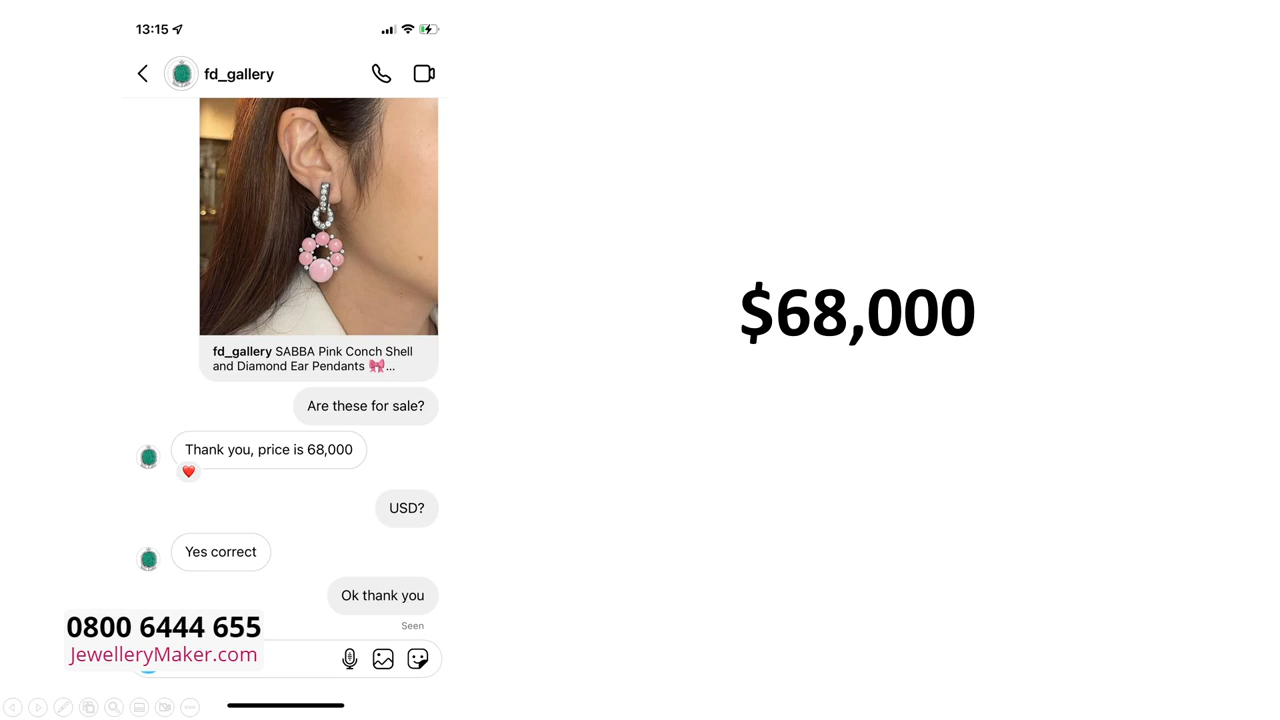 13:15
fd_gallery
fd_gallery SABBA Pink Conch Shell
and Diamond Ear Pendants 🎀...
Are these for sale?
Thank you, price is 68,000
❤️
USD?
Yes correct
Ok thank you
Seen
0800 6444 655
JewelleryMaker.com
$68,000